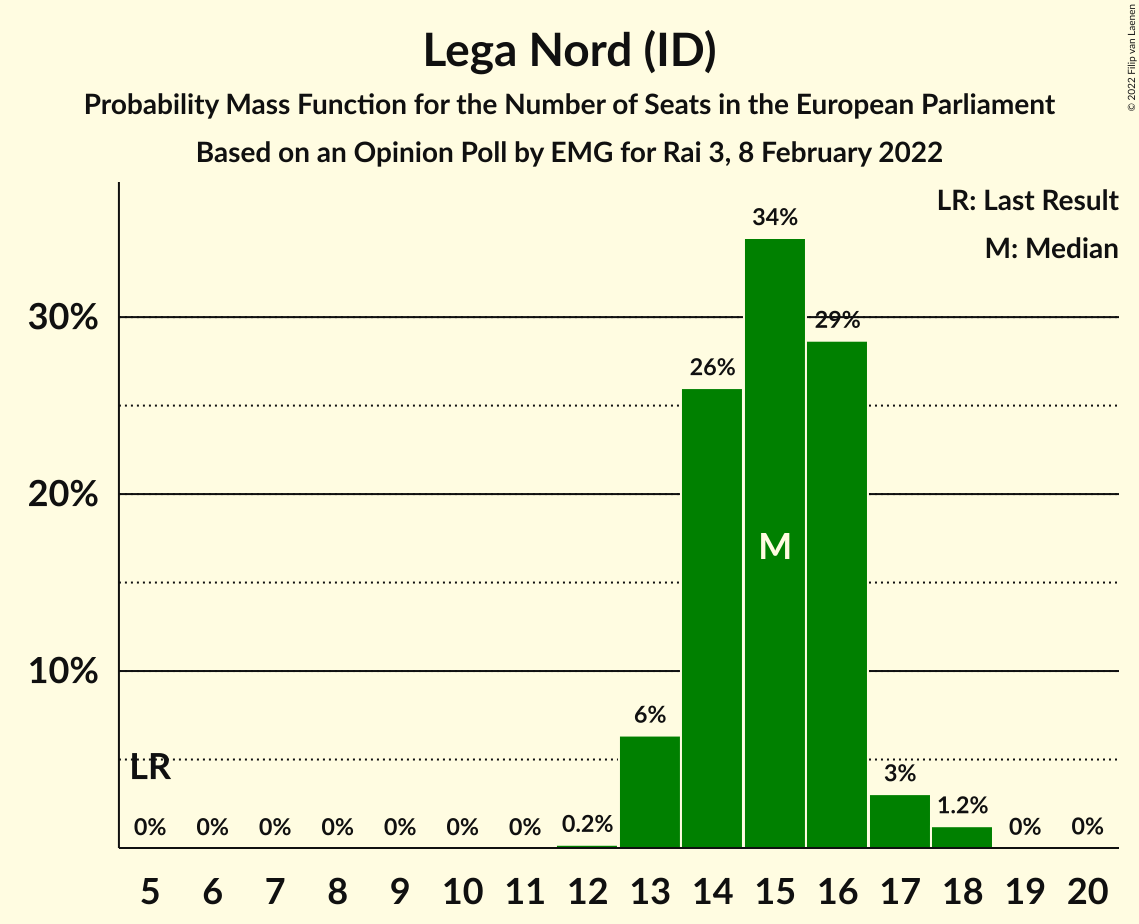 Lega Nord (ID)
Probability Mass Function for the Number of Seats in the European Parliament
Based on an Opinion Poll by EMG for Rai 3, 8 February 2022
© 2022 Filip van Laenen
LR: Last Result
M: Median
30%
20%
10%
LR
M
0% 0% 0% 0% 0% 0% 0% 0.2% 6% 26% 34% 29% 3% 1.2% 0% 0%
5 6 7 8 9 10 11 12 13 14 15 16 17 18 19 20